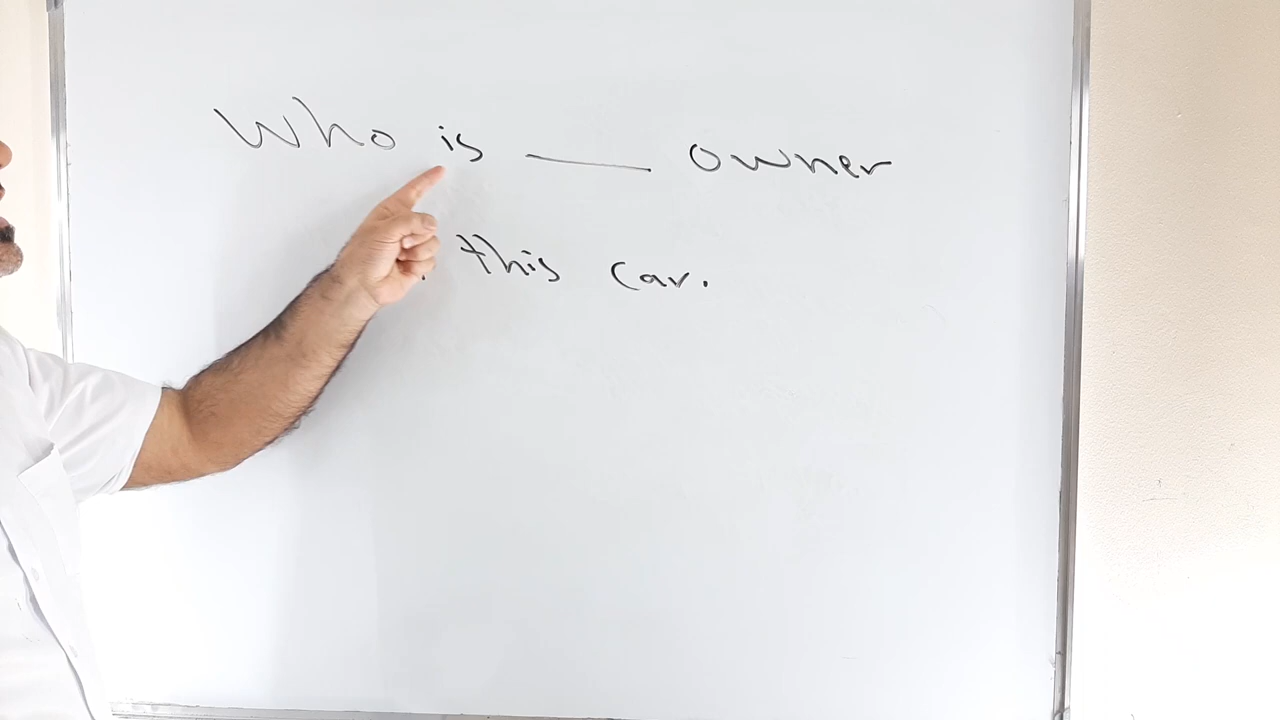 Who is ____ owner
this car.